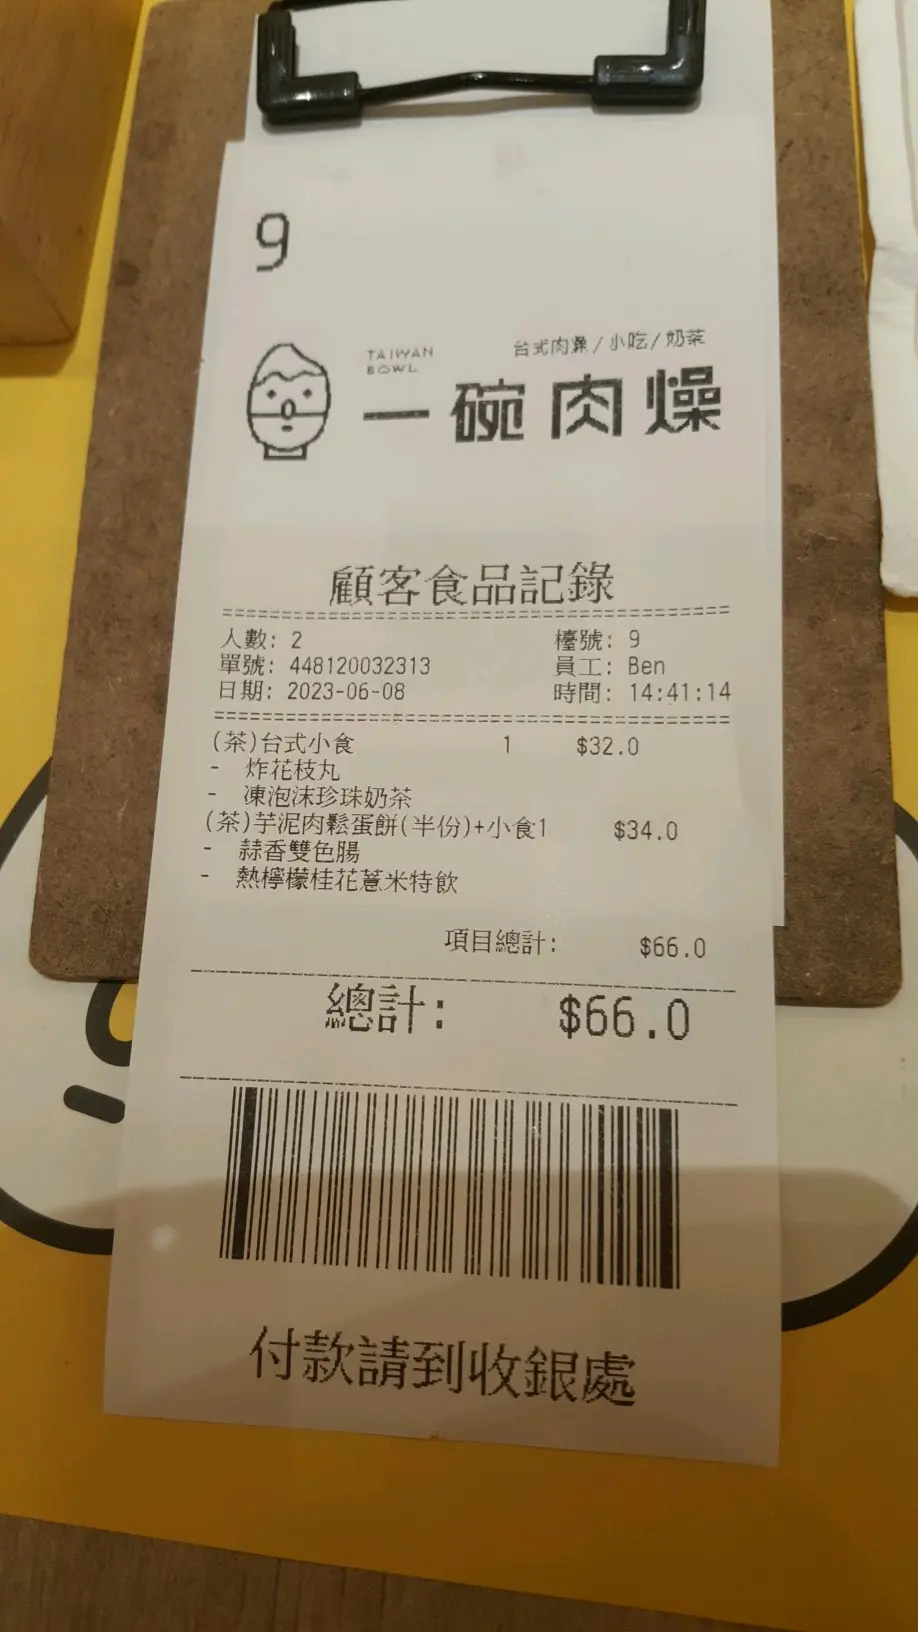 9
TAIWAN
BOWL
台式肉燥/小吃/奶茶
一碗肉燥
顧客食品記錄
人數: 2 檯號: 9
單號: 448120032313 員工: Ben
日期: 2023-06-08 時間: 14:41:14
(茶)台式小食 1 $32.0
- 炸花枝丸
- 凍泡沫珍珠奶茶
(茶)芋泥肉鬆蛋餅(半份)+小食1 $34.0
- 蒜香雙色腸
- 熱檸檬桂花薏米特飲
項目總計: $66.0
總計: $66.0
付款請到收銀處